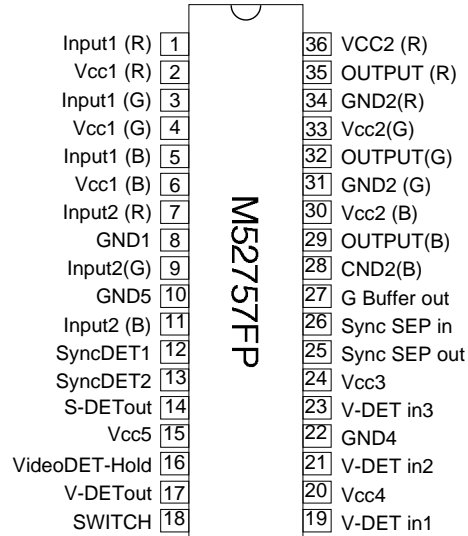 Input1 (R) 1
Vcc1 (R) 2
Input1 (G) 3
Vcc1 (G) 4
Input1 (B) 5
Vcc1 (B) 6
Input2 (R) 7
GND1 8
Input2(G) 9
GND5 10
Input2 (B) 11
SyncDET1 12
SyncDET2 13
S-DETout 14
Vcc5 15
VideoDET-Hold 16
V-DETout 17
SWITCH 18
M52757FP
36 VCC2 (R)
35 OUTPUT (R)
34 GND2(R)
33 Vcc2(G)
32 OUTPUT(G)
31 GND2 (G)
30 Vcc2 (B)
29 OUTPUT(B)
28 CND2(B)
27 G Buffer out
26 Sync SEP in
25 Sync SEP out
24 Vcc3
23 V-DET in3
22 GND4
21 V-DET in2
20 Vcc4
19 V-DET in1